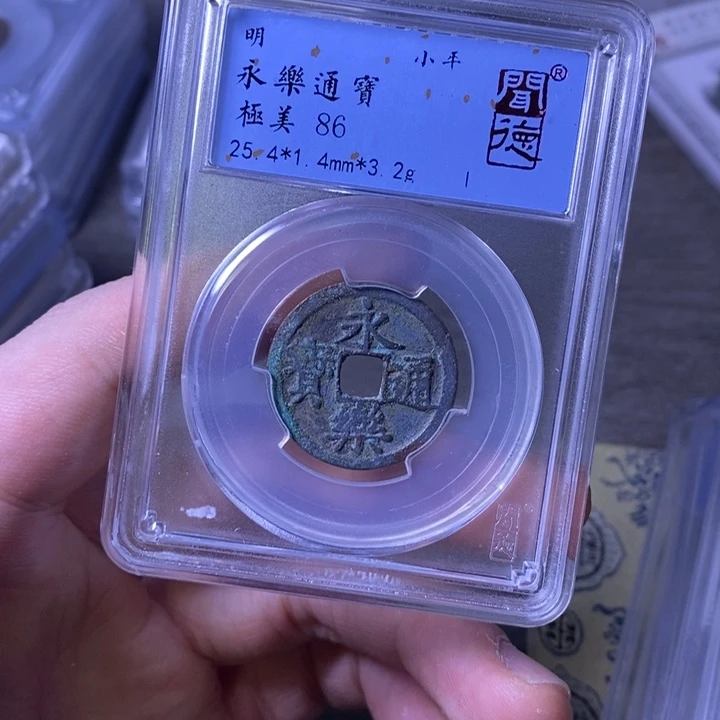 明 小平
永樂通寶
極美 86
25.4*1.4mm*3.2g
聞德®
永
寶 通
樂